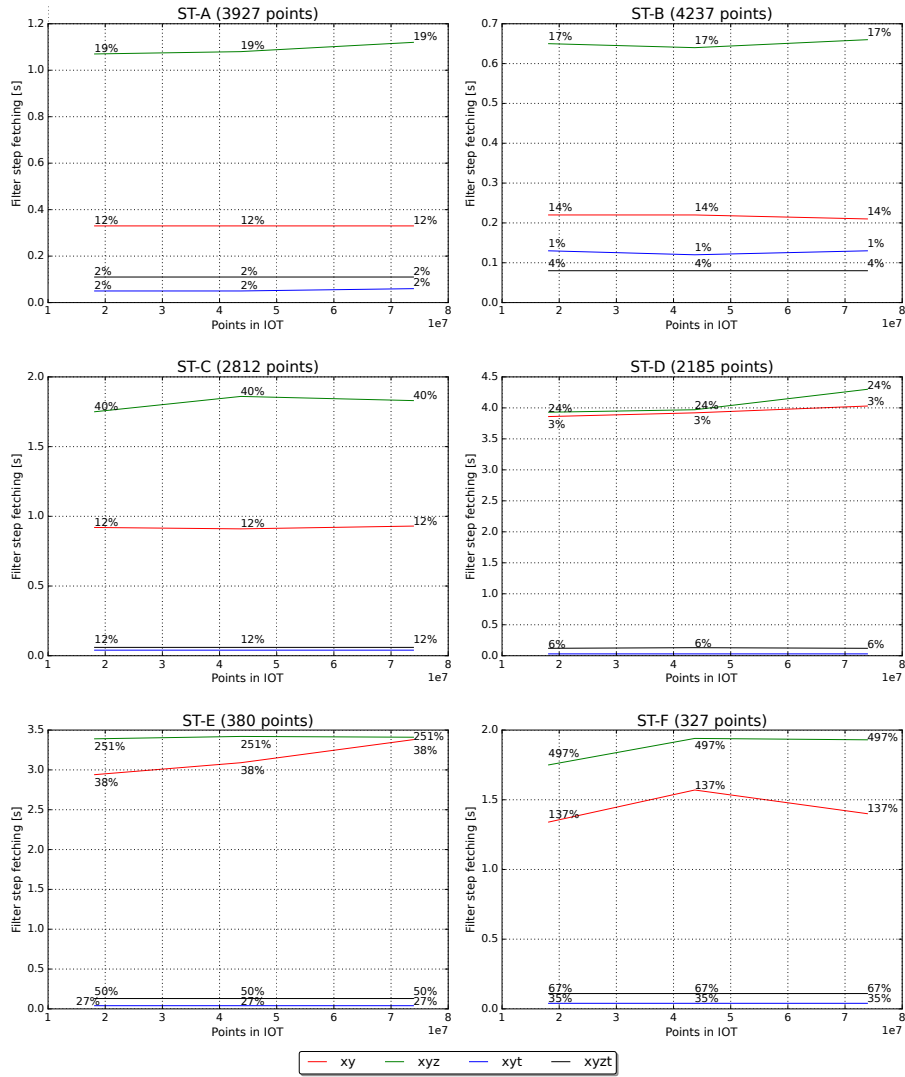 ST-A (3927 points)
Filter step fetching [s]
1.2
1.0
0.8
0.6
0.4
0.2
0.0
19% 19% 19%
12% 12% 12%
2% 2% 2%
2% 2% 2%
1 2 3 4 5 6 7 8
Points in IOT
1e7
ST-B (4237 points)
Filter step fetching [s]
0.7
0.6
0.5
0.4
0.3
0.2
0.1
0.0
17% 17% 17%
14% 14% 14%
1% 1% 1%
4% 4% 4%
1 2 3 4 5 6 7 8
Points in IOT
1e7
ST-C (2812 points)
Filter step fetching [s]
2.0
1.5
1.0
0.5
0.0
40% 40% 40%
12% 12% 12%
12% 12% 12%
1 2 3 4 5 6 7 8
Points in IOT
1e7
ST-D (2185 points)
Filter step fetching [s]
4.5
4.0
3.5
3.0
2.5
2.0
1.5
1.0
0.5
0.0
24% 24% 24%
3% 3% 3%
6% 6% 6%
1 2 3 4 5 6 7 8
Points in IOT
1e7
ST-E (380 points)
Filter step fetching [s]
3.5
3.0
2.5
2.0
1.5
1.0
0.5
0.0
251% 251% 251%
38% 38% 38%
50% 50% 50%
27% 27% 27%
1 2 3 4 5 6 7 8
Points in IOT
1e7
ST-F (327 points)
Filter step fetching [s]
2.0
1.5
1.0
0.5
0.0
497% 497% 497%
137% 137% 137%
67% 67% 67%
35% 35% 35%
1 2 3 4 5 6 7 8
Points in IOT
1e7
xy xyz xyt xyzt